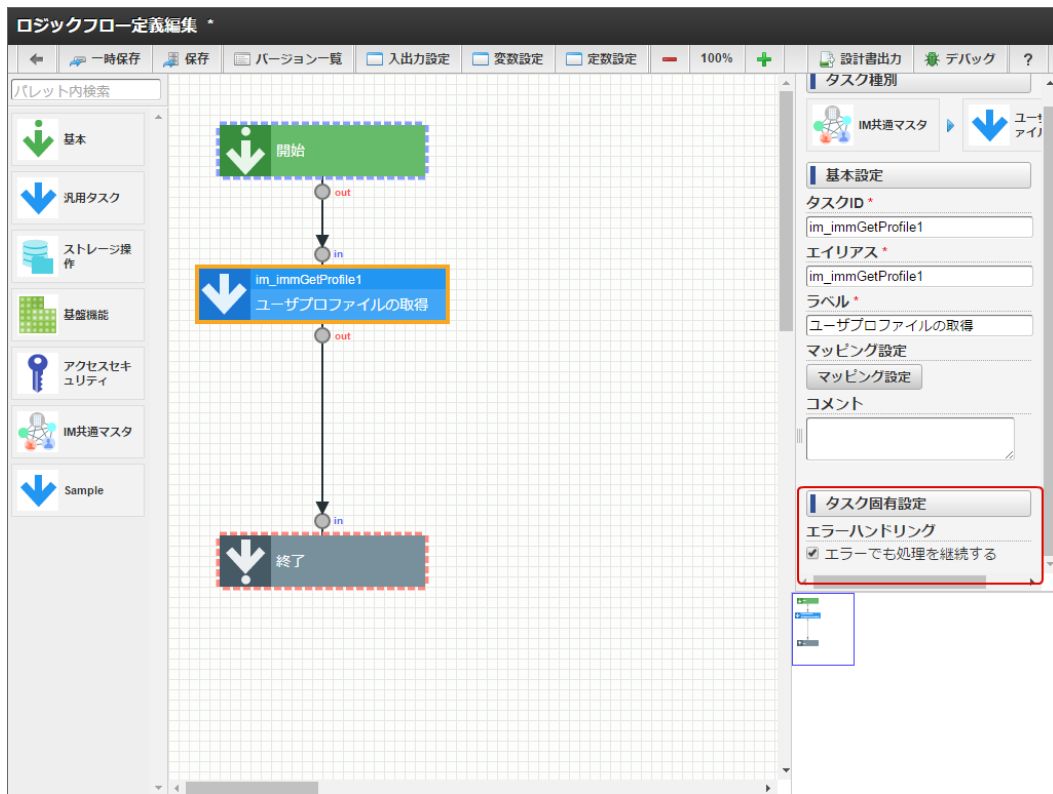 ロジックフロー定義編集 *
一時保存 保存 バージョン一覧 入出力設定 変数設定 定数設定 100% 設計書出力 デバッグ ?
パレット内検索
基本
汎用タスク
ストレージ操
作
基盤機能
アクセスセキ
ュリティ
IM共通マスタ
Sample
開始
out
in
im_immGetProfile1
ユーザプロファイルの取得
out
in
終了
タスク種別
IM共通マスタ
ユーザ
ァイル
基本設定
タスクID *
im_immGetProfile1
エイリアス *
im_immGetProfile1
ラベル *
ユーザプロファイルの取得
マッピング設定
マッピング設定
コメント
タスク固有設定
エラーハンドリング
エラーでも処理を継続する